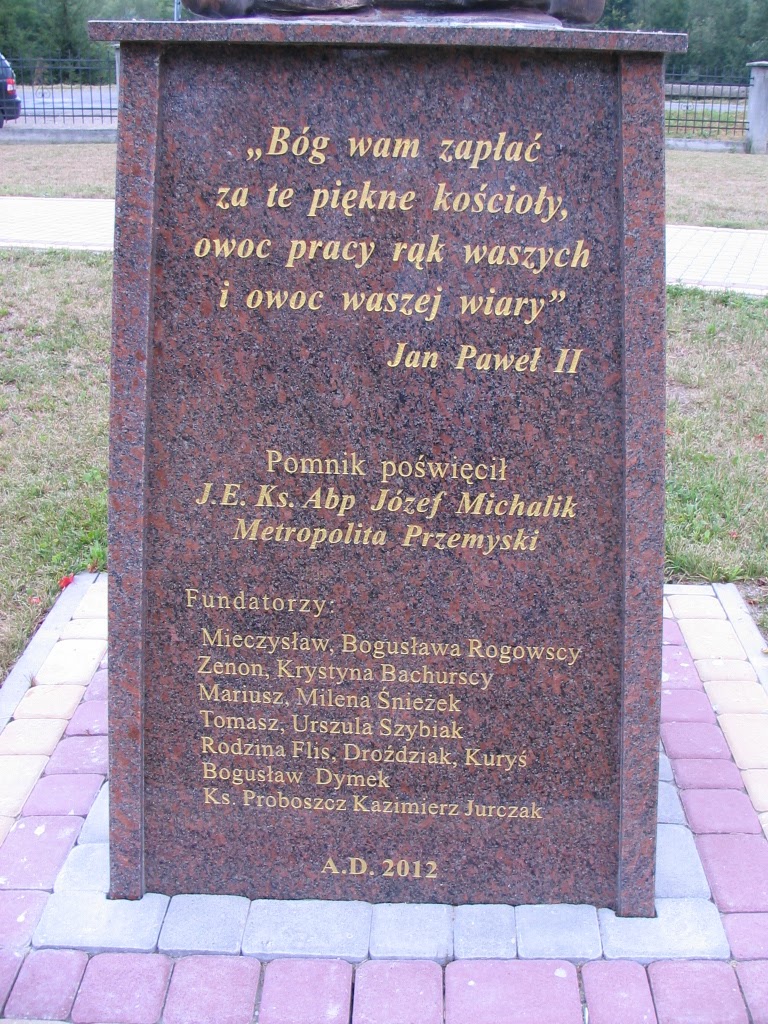 „Bóg wam zapłać
za te piękne kościoły,
owoc pracy rąk waszych
i owoc waszej wiary”
Jan Paweł II
Pomnik poświęcił
J.E. Ks. Abp Józef Michalik
Metropolita Przemyski
Fundatorzy:
Mieczysław, Bogusława Rogowscy
Zenon, Krystyna Bachurscy
Mariusz, Milena Śnieżek
Tomasz, Urszula Szybiak
Rodzina Flis, Droździak, Kuryś
Bogusław Dymek
Ks. Proboszcz Kazimierz Jurczak
A.D. 2012